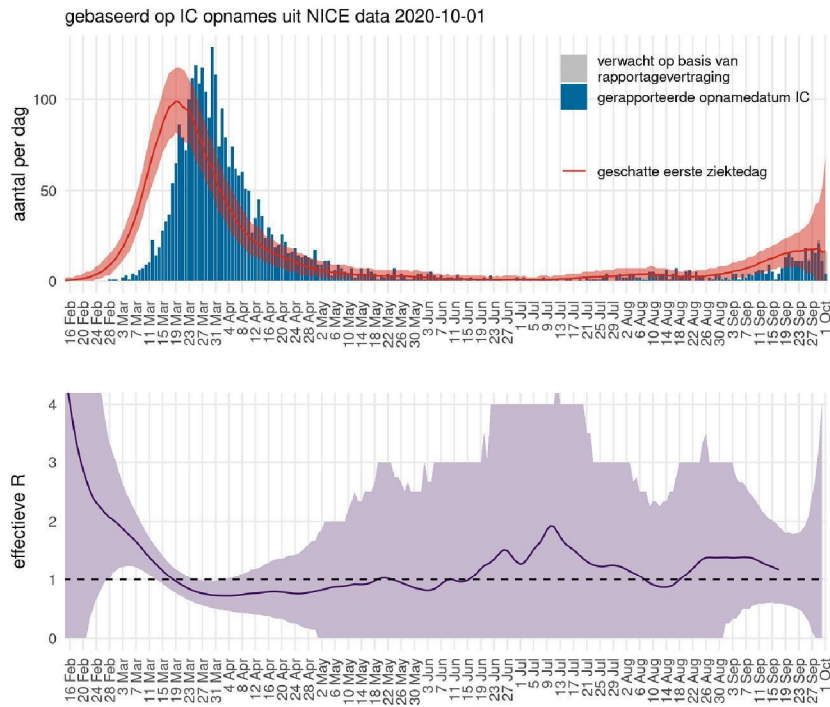 gebaseerd op IC opnames uit NICE data 2020-10-01
aantal per dag
100
50
0
verwacht op basis van
rapportagevertraging
gerapporteerde opnamedatum IC
geschatte eerste ziektedag
16 Feb
20 Feb
24 Feb
28 Feb
3 Mar
7 Mar
11 Mar
15 Mar
19 Mar
23 Mar
27 Mar
31 Mar
4 Apr
8 Apr
12 Apr
16 Apr
20 Apr
24 Apr
28 Apr
2 May
6 May
10 May
14 May
18 May
22 May
26 May
30 May
3 Jun
7 Jun
11 Jun
15 Jun
19 Jun
23 Jun
27 Jun
1 Jul
5 Jul
9 Jul
13 Jul
17 Jul
21 Jul
25 Jul
29 Jul
2 Aug
6 Aug
10 Aug
14 Aug
18 Aug
22 Aug
26 Aug
30 Aug
3 Sep
7 Sep
11 Sep
15 Sep
19 Sep
23 Sep
27 Sep
1 Oct
effectieve R
4
3
2
1
0
16 Feb
20 Feb
24 Feb
28 Feb
3 Mar
7 Mar
11 Mar
15 Mar
19 Mar
23 Mar
27 Mar
31 Mar
4 Apr
8 Apr
12 Apr
16 Apr
20 Apr
24 Apr
28 Apr
2 May
6 May
10 May
14 May
18 May
22 May
26 May
30 May
3 Jun
7 Jun
11 Jun
15 Jun
19 Jun
23 Jun
27 Jun
1 Jul
5 Jul
9 Jul
13 Jul
17 Jul
21 Jul
25 Jul
29 Jul
2 Aug
6 Aug
10 Aug
14 Aug
18 Aug
22 Aug
26 Aug
30 Aug
3 Sep
7 Sep
11 Sep
15 Sep
19 Sep
23 Sep
27 Sep
1 Oct